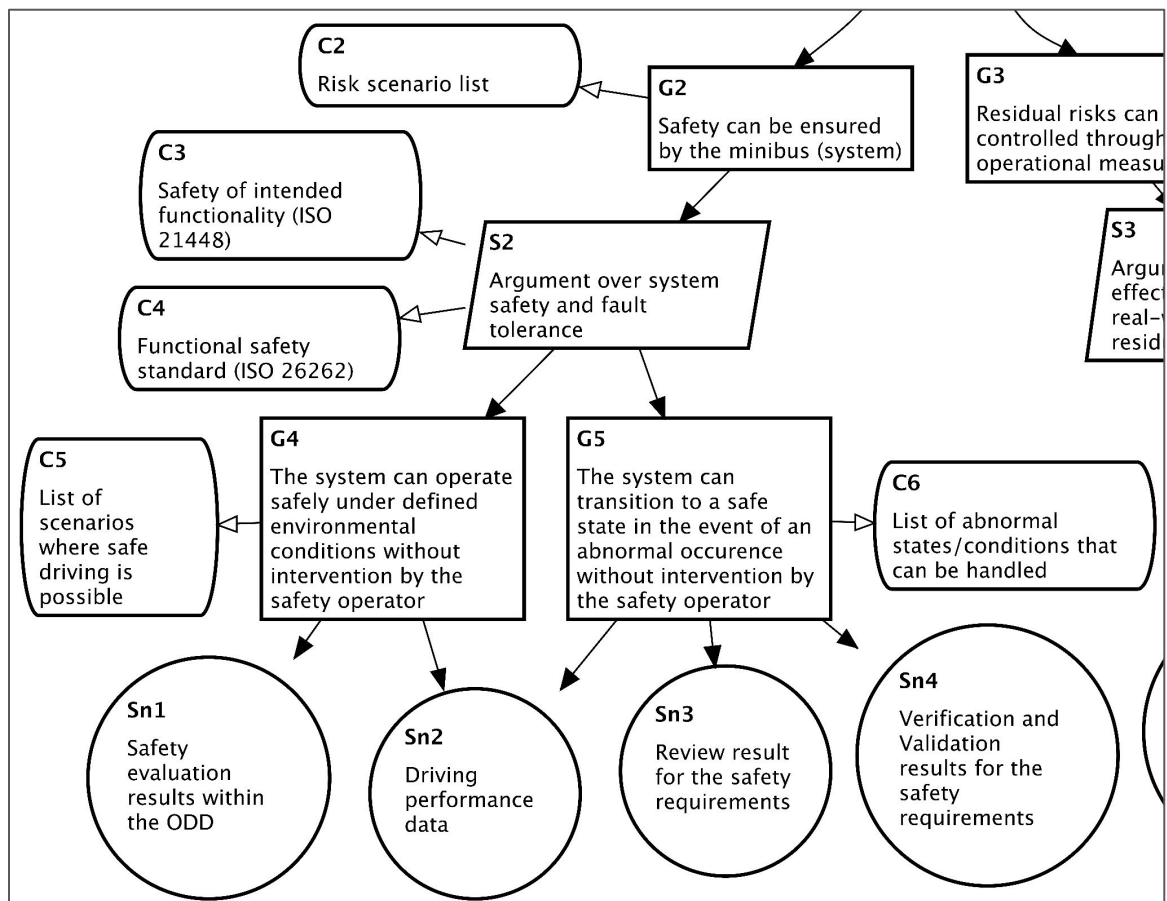 C2
Risk scenario list
G2
Safety can be ensured
by the minibus (system)
G3
Residual risks can
controlled through
operational measu
C3
Safety of intended
functionality (ISO
21448)
S2
Argument over system
safety and fault
tolerance
S3
Argu
effect
real-w
resid
C4
Functional safety
standard (ISO 26262)
C5
List of
scenarios
where safe
driving is
possible
G4
The system can operate
safely under defined
environmental
conditions without
intervention by the
safety operator
G5
The system can
transition to a safe
state in the event of an
abnormal occurence
without intervention by
the safety operator
C6
List of abnormal
states/conditions that
can be handled
Sn1
Safety
evaluation
results within
the ODD
Sn2
Driving
performance
data
Sn3
Review result
for the safety
requirements
Sn4
Verification and
Validation
results for the
safety
requirements